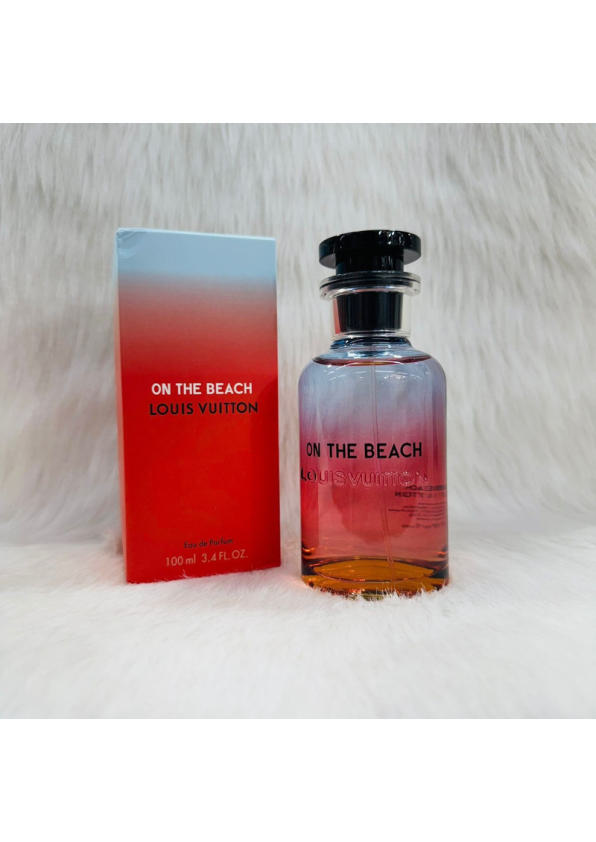 ON THE BEACH
LOUIS VUITTON
Eau de Parfum
100 ml 3.4 FL.OZ.
ON THE BEACH
LOUIS VUITTON